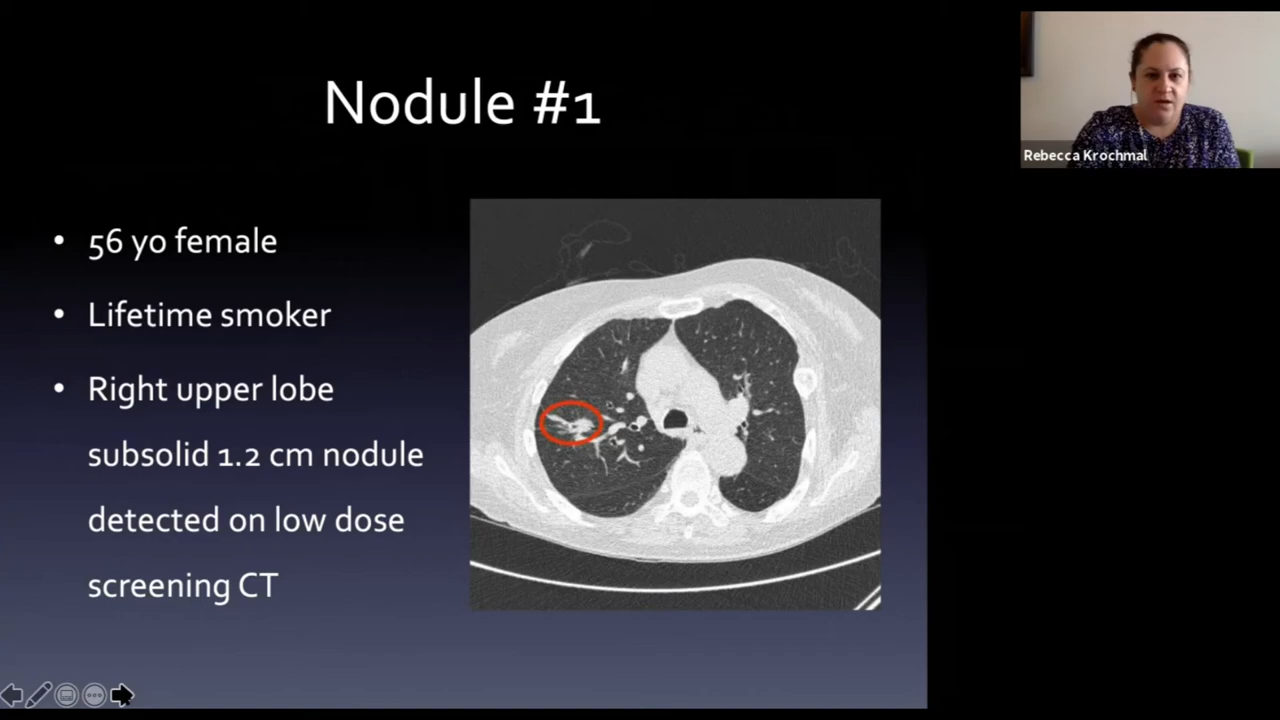 Nodule #1
Rebecca Krochmal
• 56 yo female
• Lifetime smoker
• Right upper lobe
subsolid 1.2 cm nodule
detected on low dose
screening CT